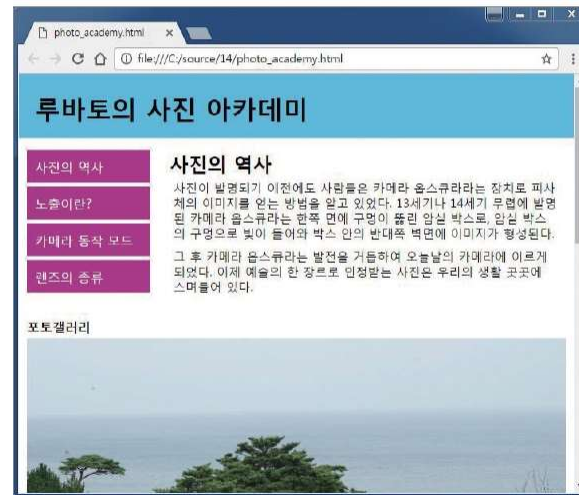 photo_academy.html
file:///C:/source/14/photo_academy.html
루바토의 사진 아카데미
사진의 역사
노출이란?
카메라 동작 모드
렌즈의 종류
사진의 역사
사진이 발명되기 이전에도 사람들은 카메라 옵스큐라라는 장치로 피사
체의 이미지를 얻는 방법을 알고 있었다. 13세기나 14세기 무렵에 발명
된 카메라 옵스큐라는 한쪽 면에 구멍이 뚫린 암실 박스로, 암실 박스
의 구멍으로 빛이 들어와 박스 안의 반대쪽 벽면에 이미지가 형성된다.
그 후 카메라 옵스큐라는 발전을 거듭하여 오늘날의 카메라에 이르게
되었다. 이제 예술의 한 장르로 인정받는 사진은 우리의 생활 곳곳에
스며들어 있다.
포토갤러리